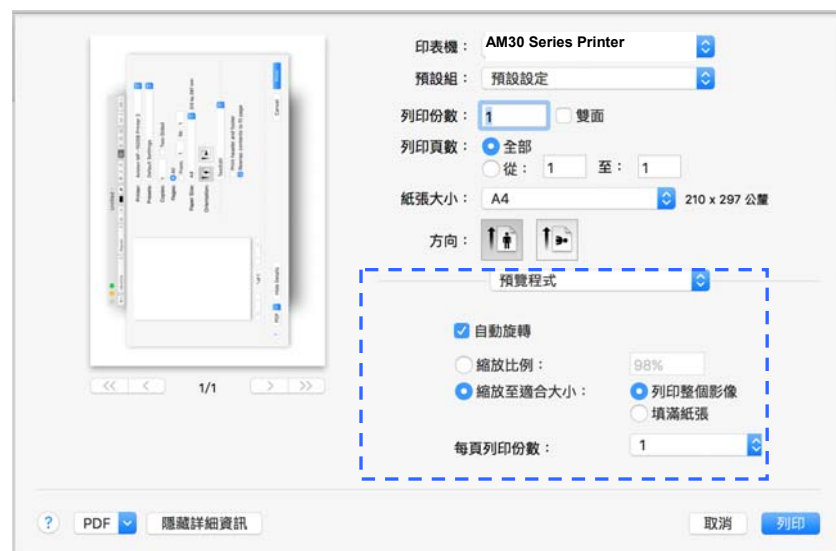 印表機： AM30 Series Printer
預設組： 預設設定
列印份數： 1 雙面
列印頁數： 全部
從： 1 至： 1
紙張大小： A4 210 x 297 公釐
方向：
預覽程式
自動旋轉
縮放比例： 98%
縮放至適合大小： 列印整個影像
填滿紙張
每頁列印份數： 1
1/1
? PDF 隱藏詳細資訊 取消 列印